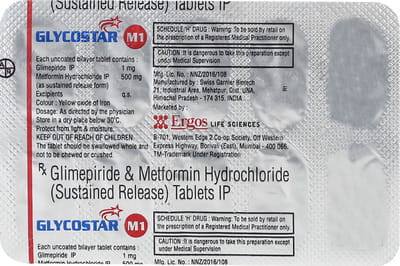 (Sustained Release) Tablets IP
GLYCOSTAR M1
Each uncoated bilayer tablet contains :
Glimepiride IP 1 mg
Metformin Hydrochloride IP 500 mg
(as sustained release form)
Excipients q.s.
Colour : Yellow oxide of Iron
Dosage: As directed by the physician
Store in a dry place below 30°C.
Protect from light & moisture.
KEEP OUT OF REACH OF CHILDREN
The tablet should be swallowed whole and
not to be chewed or crushed.
SCHEDULE 'H' DRUG : Warning: To be sold by retail on
the prescription of a Registered Medical Practitioner only.
CAUTION : It is dangerous to take this preparation except
under Medical Supervision
Mfg. Lic. No.: NNZ/2016/108
Manufactured by : Swiss Garnier Biotech
21, Industrial Area, Mehatpur, Distt. UNA,
Himachal Pradesh - 174 315. INDIA
Marketed by :
Ergos LIFE SCIENCES
B-701, Western Edge 2 Co-op Society, Off Western
Express Highway, Borivali (East), Mumbai - 400 066.
TM-Trademark Under Registration
Rx Glimepiride & Metformin Hydrochloride
(Sustained Release) Tablets IP
GLYCOSTAR M1
Each uncoated bilayer tablet contains :
Glimepiride IP 1 mg
Metformin Hydrochloride IP 500 mg
SCHEDULE 'H' DRUG : Warning: To be sold by retail on
the prescription of a Registered Medical Practitioner only.
CAUTION : It is dangerous to take this preparation except
under Medical Supervision